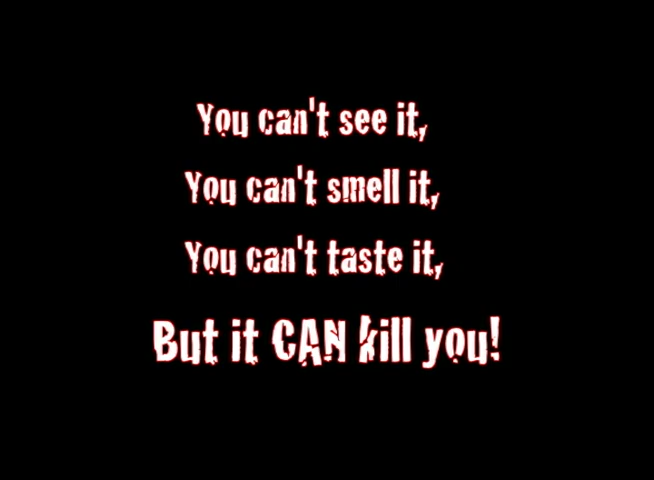 You can't see it,
You can't smell it,
You can't taste it,
But it CAN kill you!